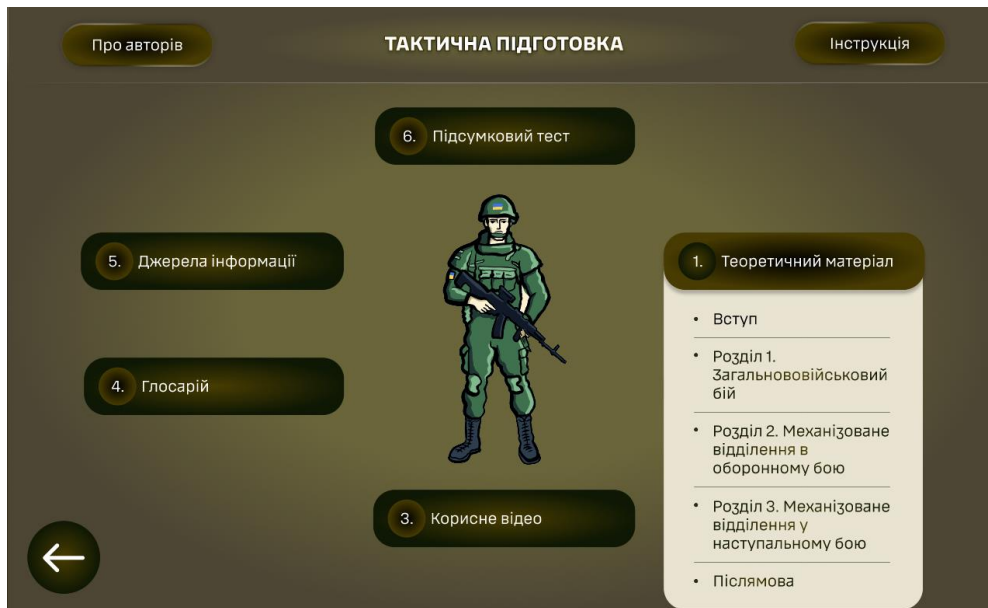 Про авторів
ТАКТИЧНА ПІДГОТОВКА
Інструкція
6. Підсумковий тест
5. Джерела інформації
1. Теоретичний матеріал
• Вступ
• Розділ 1.
Загальнововійськовий
бій
4. Глосарій
• Розділ 2. Механізоване
відділення в
оборонному бою
3. Корисне відео
• Розділ 3. Механізоване
відділення у
наступальному бою
• Післямова